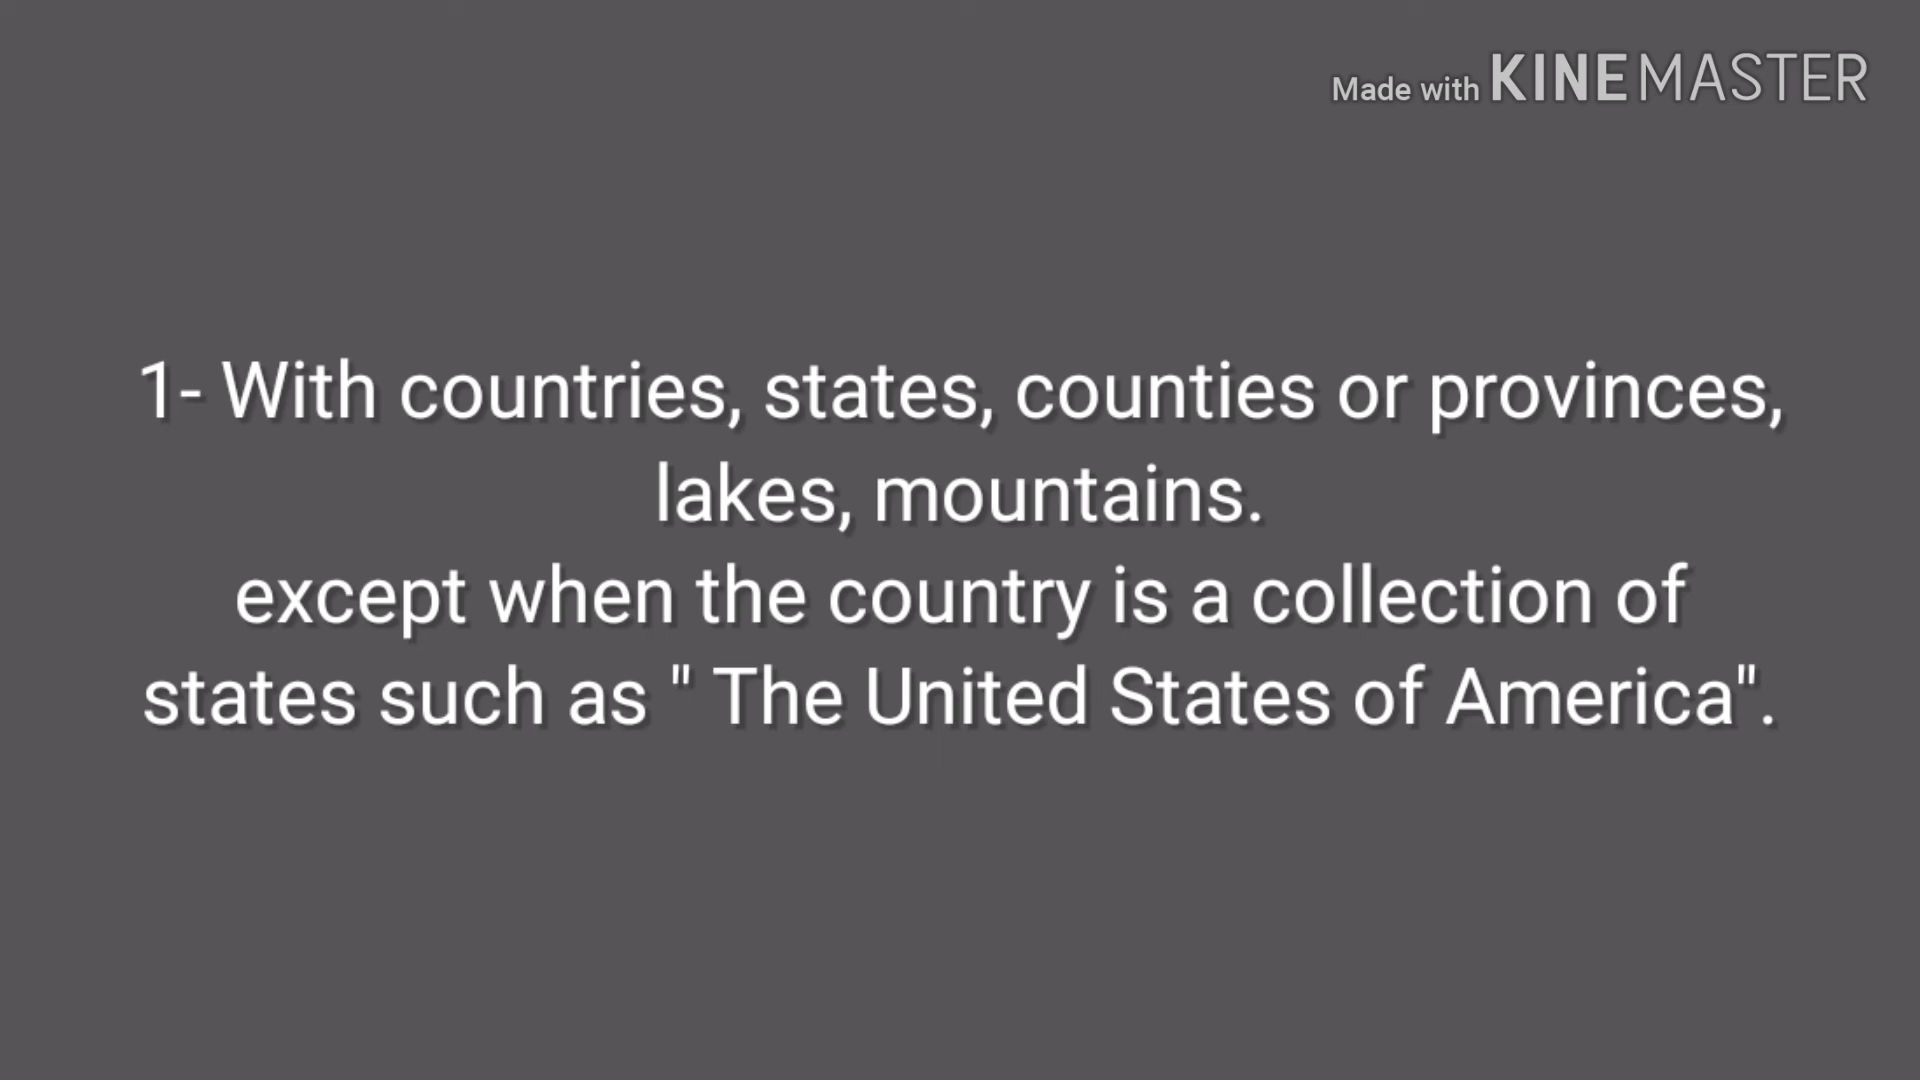 Made with KINEMASTER
1- With countries, states, counties or provinces,
lakes, mountains.
except when the country is a collection of
states such as " The United States of America".